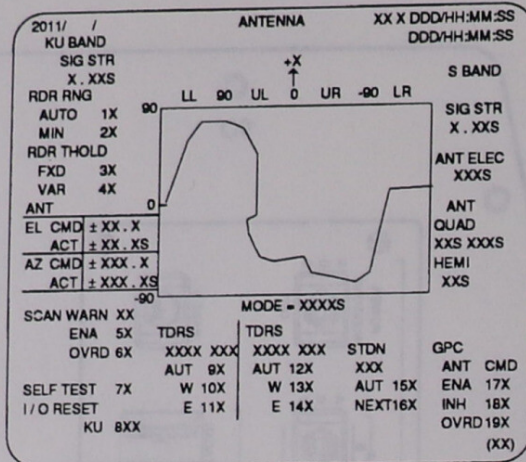 2011/ / ANTENNA XX X DDD/HH:MM:SS
KU BAND DDD/HH:MM:SS
SIG STR +X S BAND
X . XXS
RDR RNG 90 LL 90 UL 0 UR -90 LR SIG STR
AUTO 1X X . XXS
MIN 2X
RDR THOLD ANT ELEC
FXD 3X XXXS
VAR 4X
ANT 0 ANT
EL CMD ± XX . X QUAD
ACT ± XX . XS XXS XXXS
AZ CMD ± XXX . X HEMI
ACT ± XXX . XS XXS
-90
SCAN WARN XX MODE = XXXXS
ENA 5X TDRS TDRS
OVRD 6X XXXX XXX XXXX XXX STDN GPC
AUT 9X AUT 12X XXX ANT CMD
SELF TEST 7X W 10X W 13X AUT 15X ENA 17X
I/O RESET E 11X E 14X NEXT16X INH 18X
KU 8XX OVRD19X
(XX)